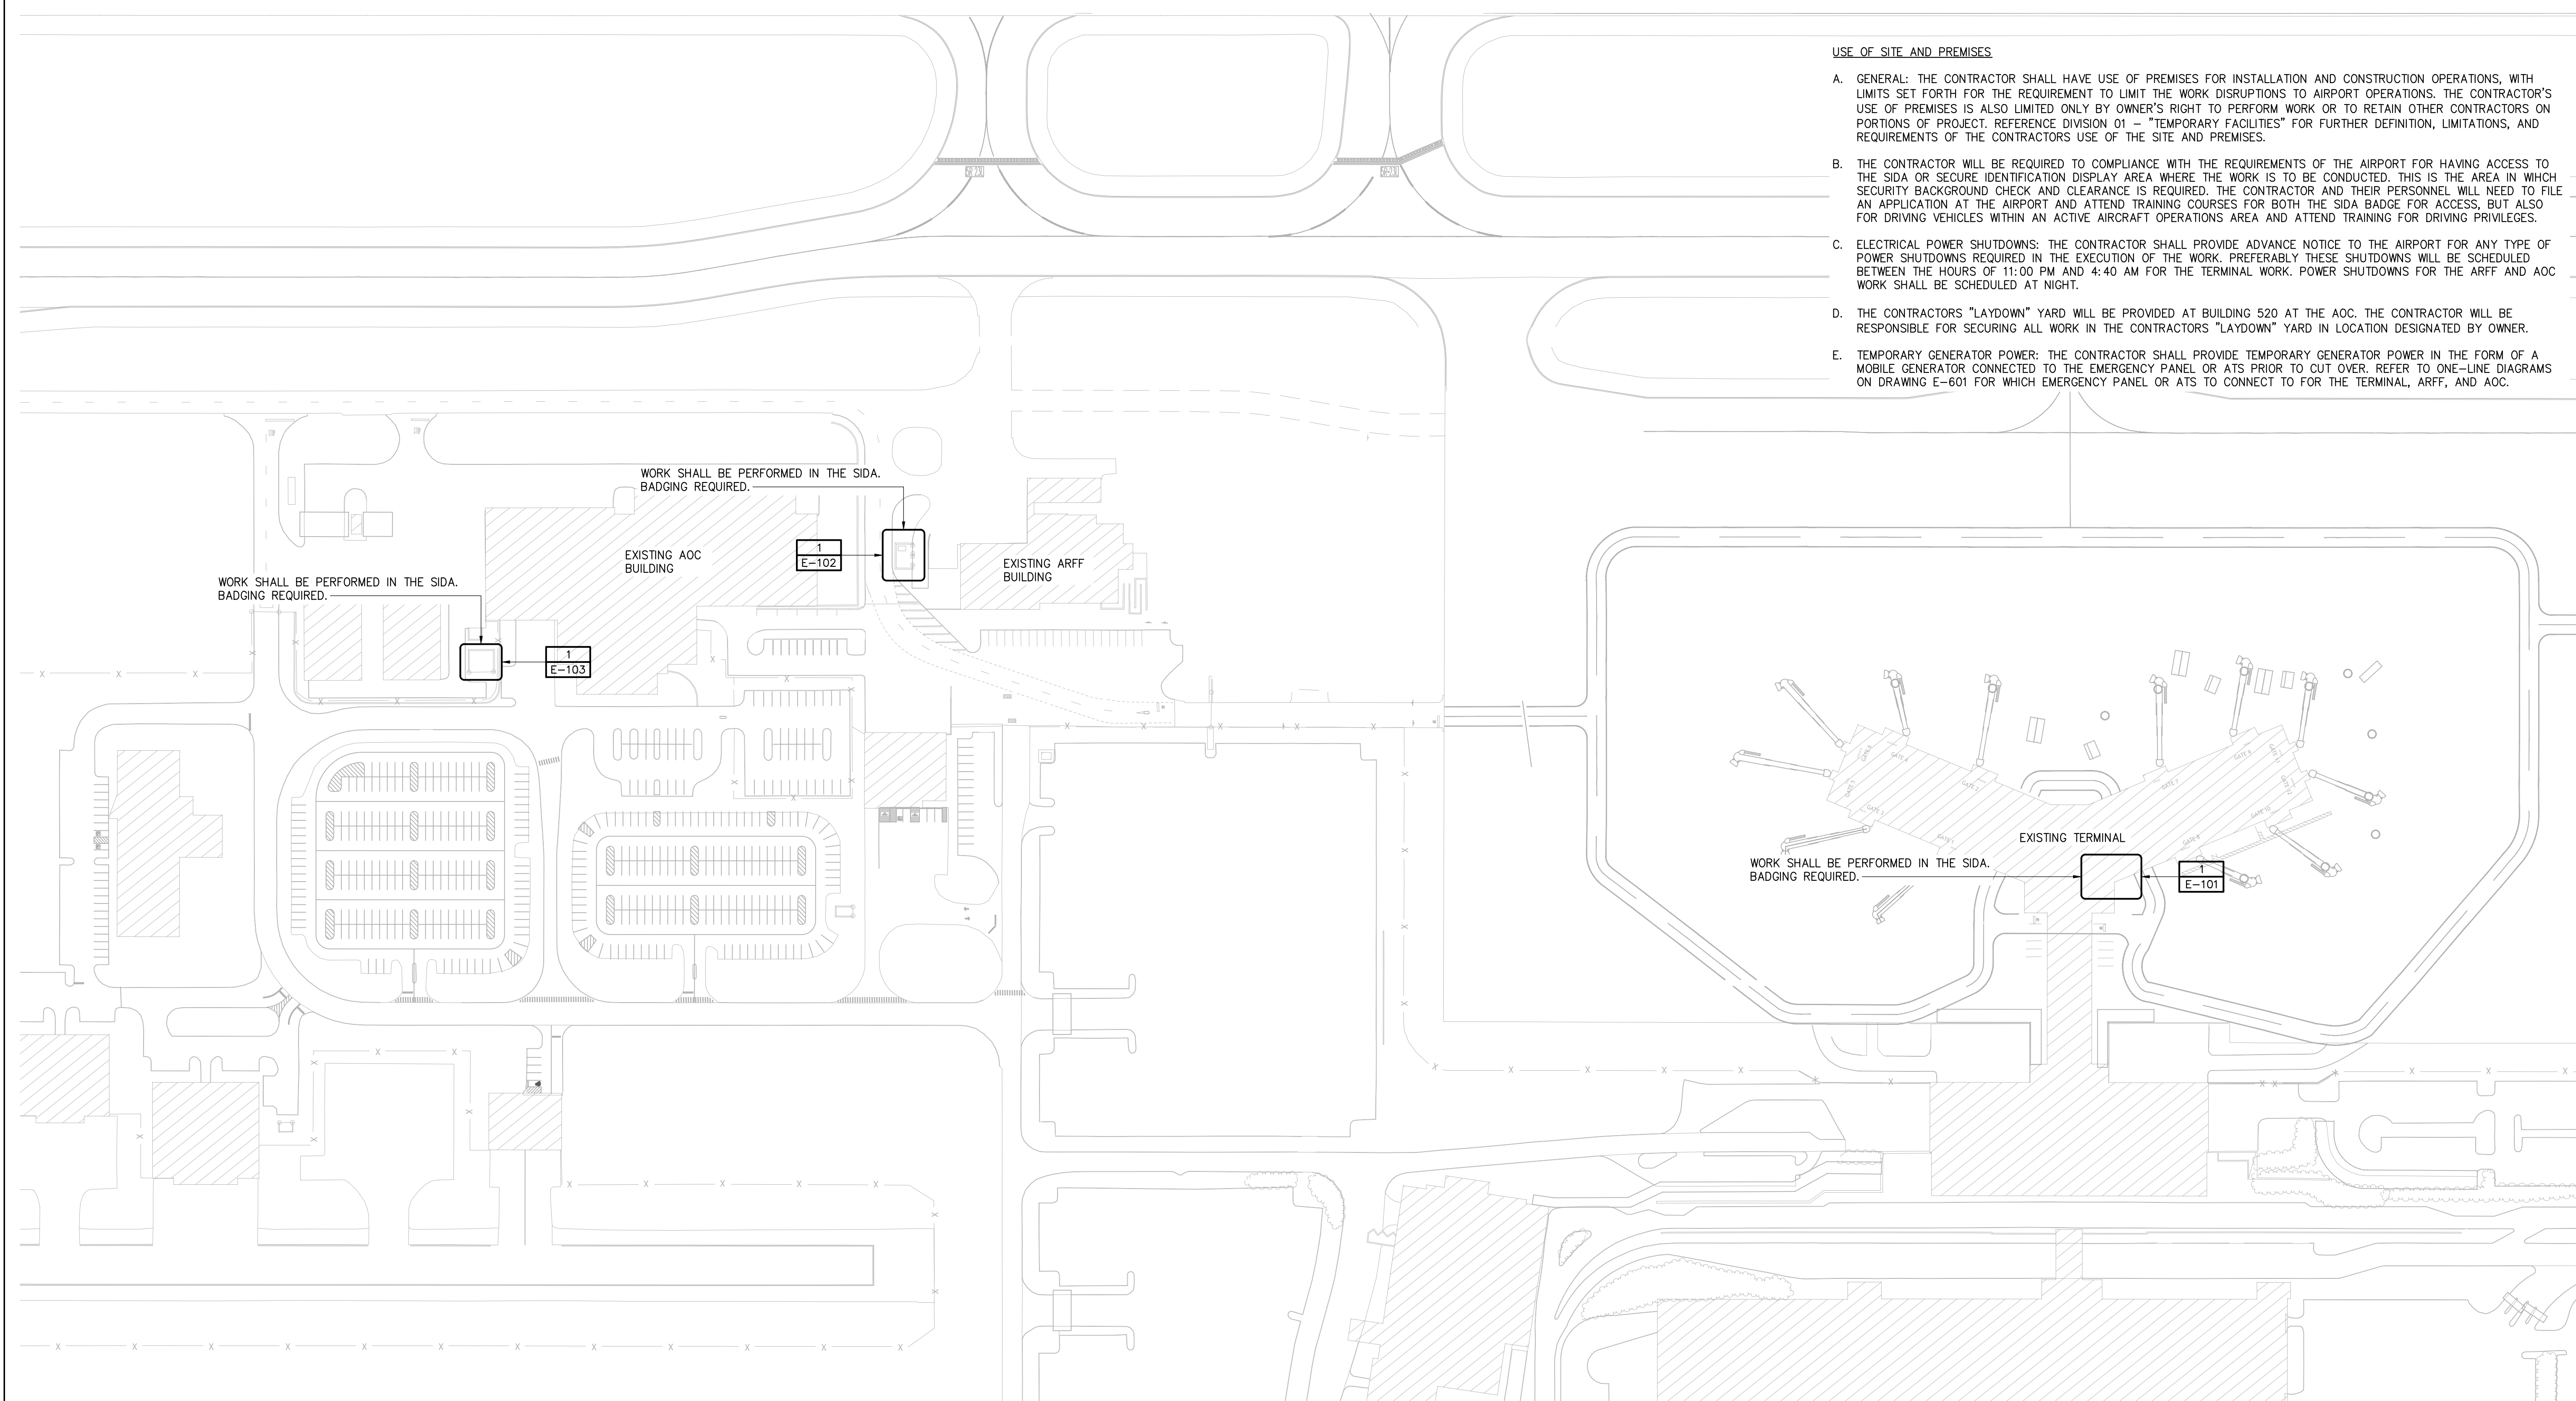 USE OF SITE AND PREMISES
A. GENERAL: THE CONTRACTOR SHALL HAVE USE OF PREMISES FOR INSTALLATION AND CONSTRUCTION OPERATIONS, WITH
LIMITS SET FORTH FOR THE REQUIREMENT TO LIMIT THE WORK DISRUPTIONS TO AIRPORT OPERATIONS. THE CONTRACTOR'S
USE OF PREMISES IS ALSO LIMITED ONLY BY OWNER'S RIGHT TO PERFORM WORK OR TO RETAIN OTHER CONTRACTORS ON
PORTIONS OF PROJECT. REFERENCE DIVISION 01 – "TEMPORARY FACILITIES" FOR FURTHER DEFINITION, LIMITATIONS, AND
REQUIREMENTS OF THE CONTRACTORS USE OF THE SITE AND PREMISES.
B. THE CONTRACTOR WILL BE REQUIRED TO COMPLIANCE WITH THE REQUIREMENTS OF THE AIRPORT FOR HAVING ACCESS TO
THE SIDA OR SECURE IDENTIFICATION DISPLAY AREA WHERE THE WORK IS TO BE CONDUCTED. THIS IS THE AREA IN WIHCH
SECURITY BACKGROUND CHECK AND CLEARANCE IS REQUIRED. THE CONTRACTOR AND THEIR PERSONNEL WILL NEED TO FILE
AN APPLICATION AT THE AIRPORT AND ATTEND TRAINING COURSES FOR BOTH THE SIDA BADGE FOR ACCESS, BUT ALSO
FOR DRIVING VEHICLES WITHIN AN ACTIVE AIRCRAFT OPERATIONS AREA AND ATTEND TRAINING FOR DRIVING PRIVILEGES.
C. ELECTRICAL POWER SHUTDOWNS: THE CONTRACTOR SHALL PROVIDE ADVANCE NOTICE TO THE AIRPORT FOR ANY TYPE OF
POWER SHUTDOWNS REQUIRED IN THE EXECUTION OF THE WORK. PREFERABLY THESE SHUTDOWNS WILL BE SCHEDULED
BETWEEN THE HOURS OF 11:00 PM AND 4:40 AM FOR THE TERMINAL WORK. POWER SHUTDOWNS FOR THE ARFF AND AOC
WORK SHALL BE SCHEDULED AT NIGHT.
D. THE CONTRACTORS "LAYDOWN" YARD WILL BE PROVIDED AT BUILDING 520 AT THE AOC. THE CONTRACTOR WILL BE
RESPONSIBLE FOR SECURING ALL WORK IN THE CONTRACTORS "LAYDOWN" YARD IN LOCATION DESIGNATED BY OWNER.
E. TEMPORARY GENERATOR POWER: THE CONTRACTOR SHALL PROVIDE TEMPORARY GENERATOR POWER IN THE FORM OF A
MOBILE GENERATOR CONNECTED TO THE EMERGENCY PANEL OR ATS PRIOR TO CUT OVER. REFER TO ONE–LINE DIAGRAMS
ON DRAWING E–601 FOR WHICH EMERGENCY PANEL OR ATS TO CONNECT TO FOR THE TERMINAL, ARFF, AND AOC.
WORK SHALL BE PERFORMED IN THE SIDA.
BADGING REQUIRED.
1
E–102
EXISTING AOC
BUILDING
EXISTING ARFF
BUILDING
WORK SHALL BE PERFORMED IN THE SIDA.
BADGING REQUIRED.
1
E–103
GATE 4
GATE 2
GATE 1
GATE 7
GATE 8
GATE 10
EXISTING TERMINAL
WORK SHALL BE PERFORMED IN THE SIDA.
BADGING REQUIRED.
1
E–101